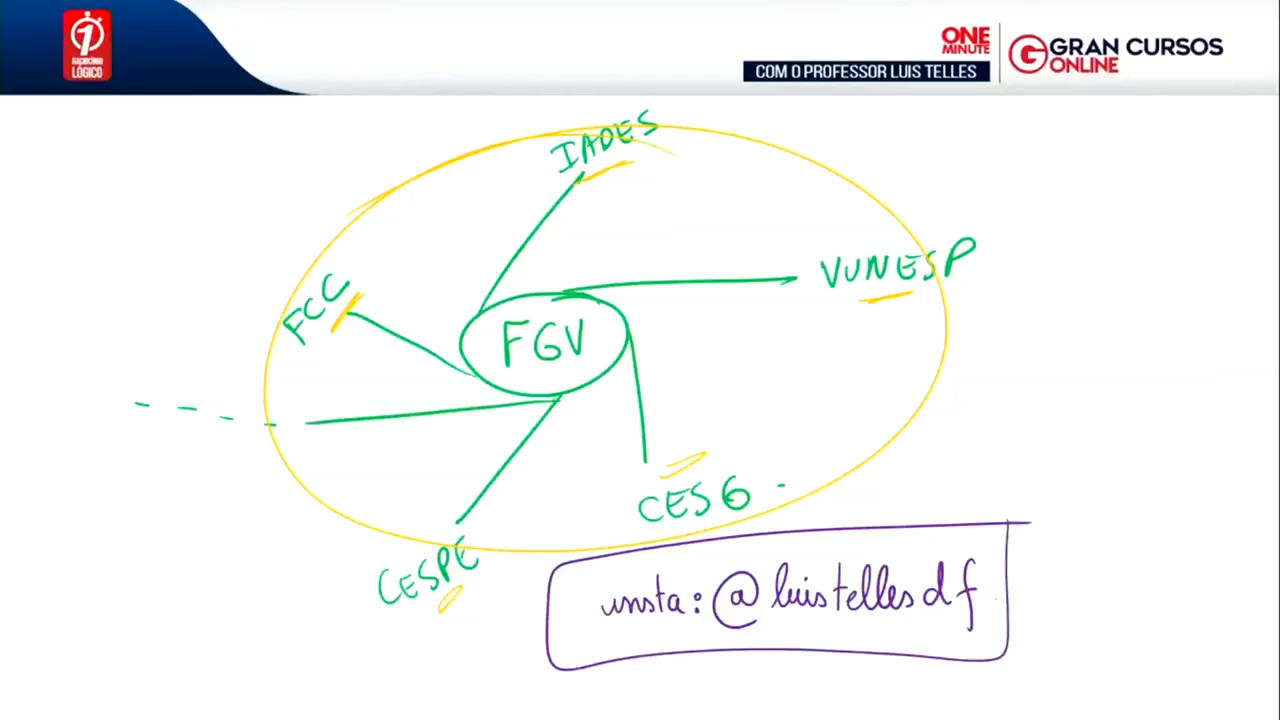 1
RACIOCÍNIO
LÓGICO
ONE
MINUTE
COM O PROFESSOR LUIS TELLES
GRAN CURSOS
ONLINE
IADES
VUNESP
FCC
FGV
CESG
CESPE
insta: @luistellesdf